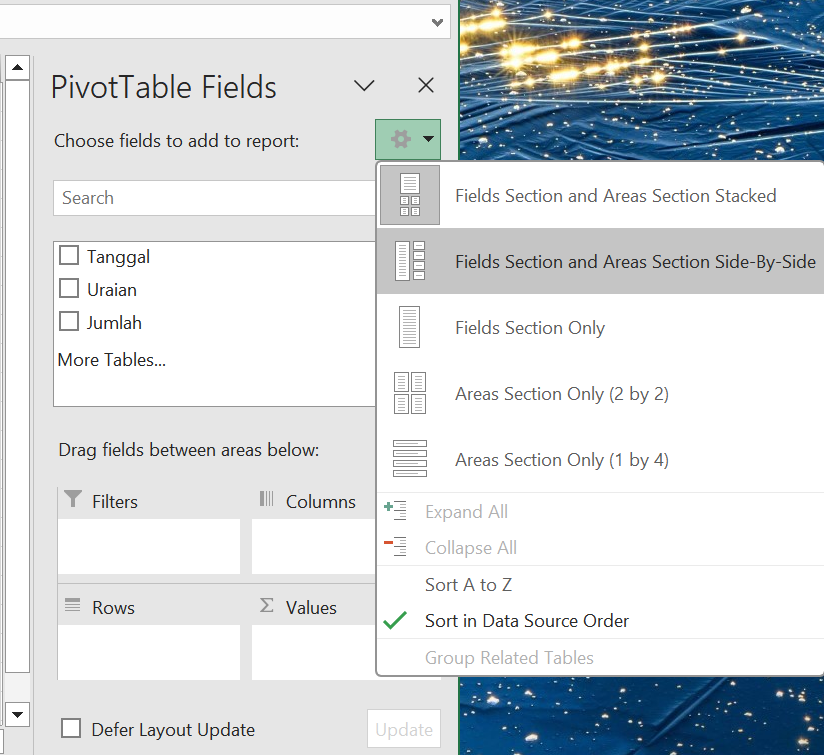 PivotTable Fields
Choose fields to add to report:
Search
Tanggal
Uraian
Jumlah
More Tables...
Drag fields between areas below:
Filters
Columns
Rows
Values
Defer Layout Update
Update
Fields Section and Areas Section Stacked
Fields Section and Areas Section Side-By-Side
Fields Section Only
Areas Section Only (2 by 2)
Areas Section Only (1 by 4)
Expand All
Collapse All
Sort A to Z
Sort in Data Source Order
Group Related Tables